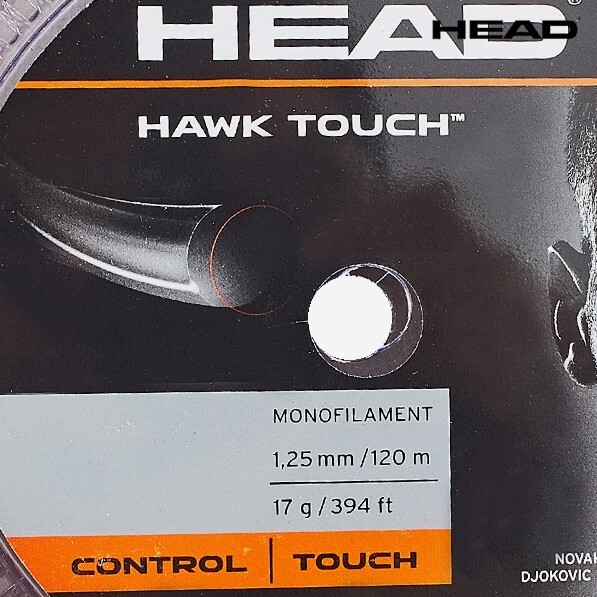 HEAD
HEAD
HAWK TOUCH™
MONOFILAMENT
1,25 mm / 120 m
17 g / 394 ft
CONTROL | TOUCH
NOVAK
DJOKOVIC